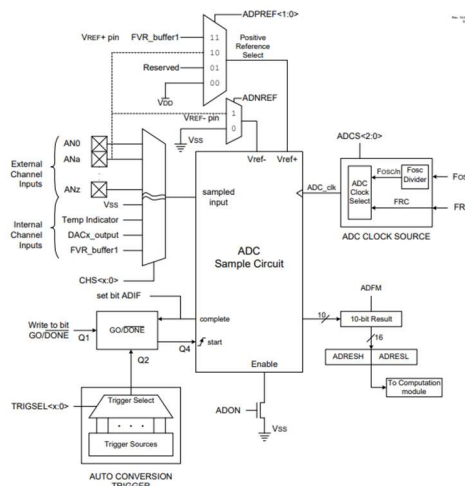 ADPREF<1:0>
VREF+ pin
FVR_buffer1
11
10
Reserved
01
00
VDD
Positive
Reference
Select
ADNREF
VREF- pin
1
0
VSS
ADCS<2:0>
AN0
ANa
External
Channel
Inputs
ANz
VSS
Internal
Channel
Inputs
Temp Indicator
DACx_output
FVR_buffer1
CHS<x:0>
Vref-
Vref+
sampled
input
ADC
Sample Circuit
ADC_clk
ADC
Clock
Select
Fosc/n
Fosc
Divider
FRC
FOS
FR
ADC CLOCK SOURCE
set bit ADIF
complete
Write to bit
GO/DONE
Q1
GO/DONE
Q4
start
Q2
Enable
10
ADFM
10-bit Result
16
ADRESH
ADRESL
To Computation
module
ADON
VSS
TRIGSEL<x:0>
Trigger Select
Trigger Sources
AUTO CONVERSION
TRIGGER